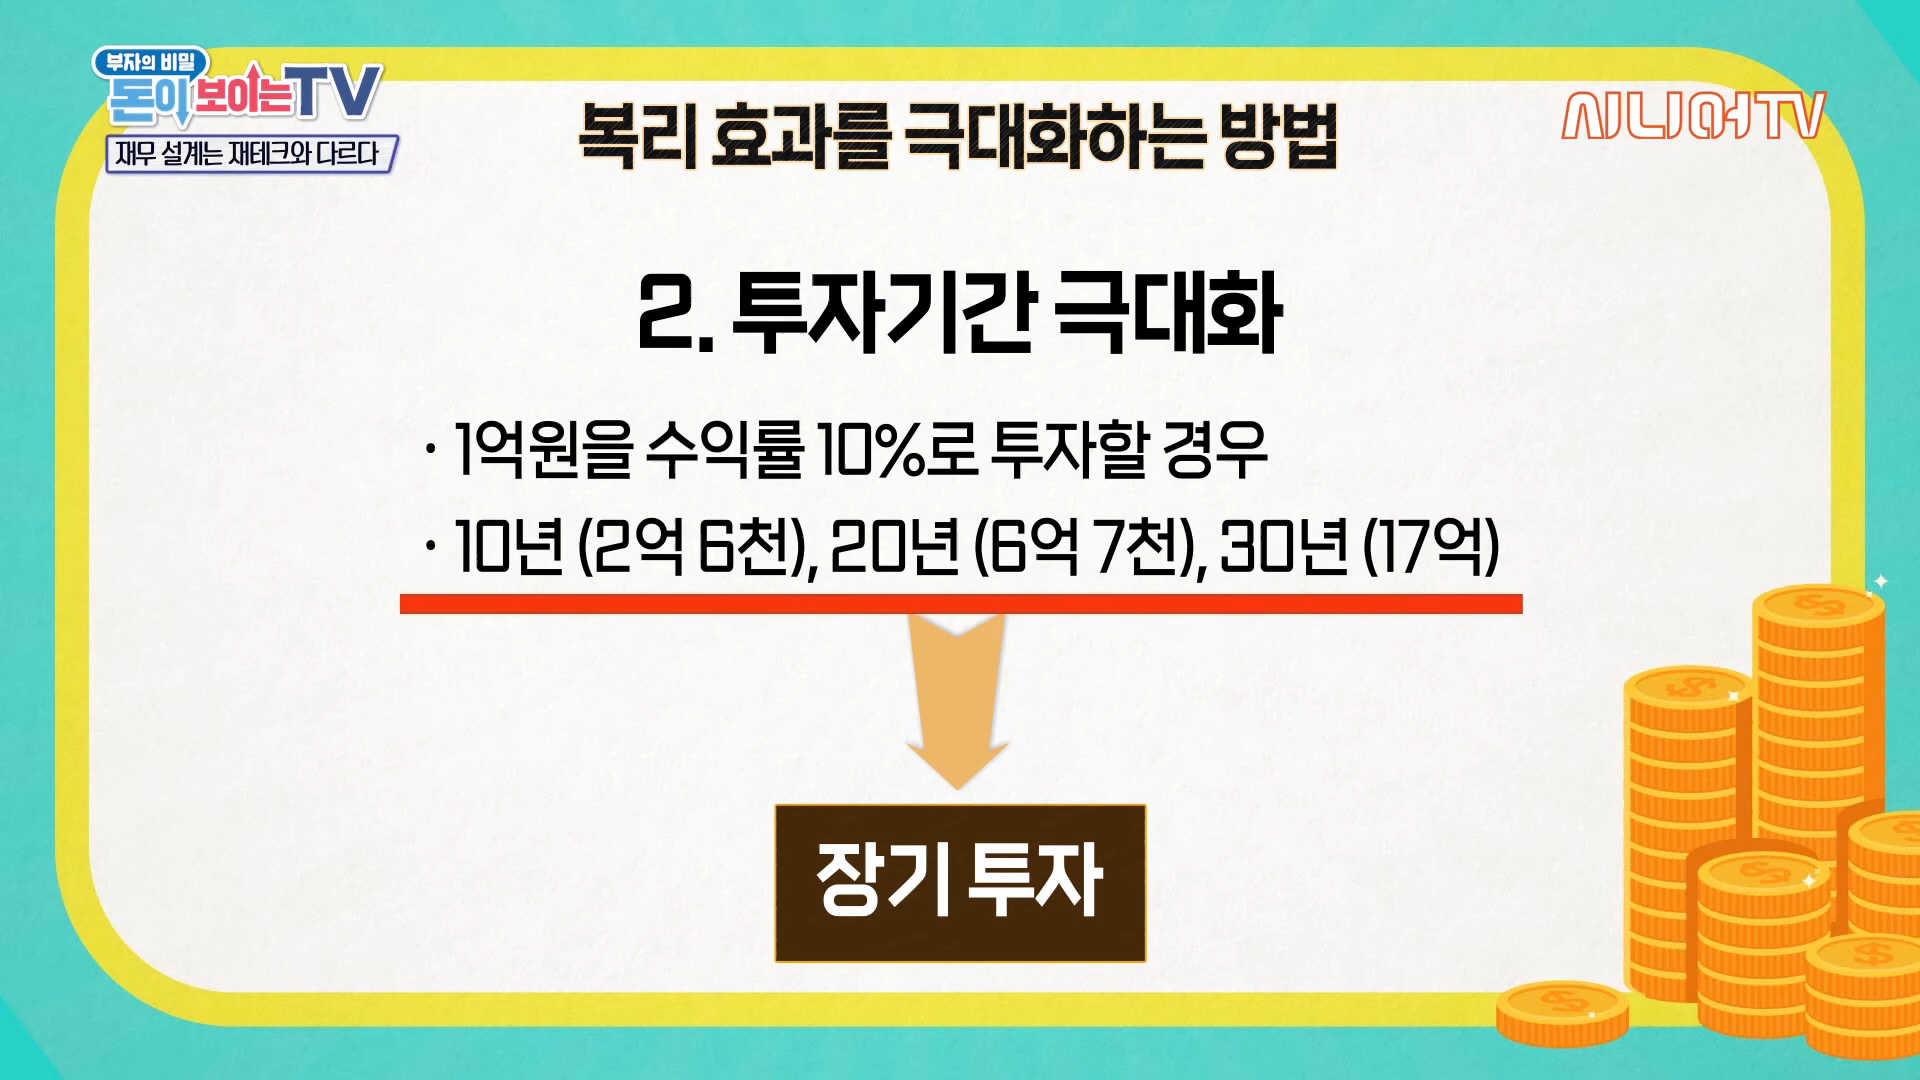 부자의 비밀
돈이 보이는TV
재무 설계는 재테크와 다르다
시니어TV
복리 효과를 극대화하는 방법
2. 투자기간 극대화
· 1억원을 수익률 10%로 투자할 경우
· 10년 (2억 6천), 20년 (6억 7천), 30년 (17억)
장기 투자